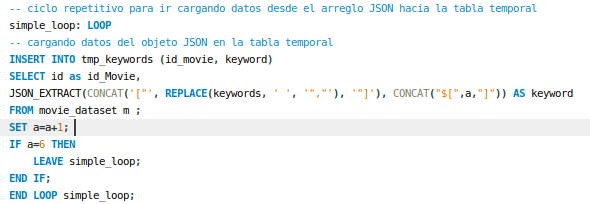 -- ciclo repetitivo para ir cargando datos desde el arreglo JSON hacia la tabla temporal
simple_loop: LOOP
-- cargando datos del objeto JSON en la tabla temporal
INSERT INTO tmp_keywords (id_movie, keyword)
SELECT id as id_Movie,
JSON_EXTRACT(CONCAT('["', REPLACE(keywords, ' ', '","'), '"]'), CONCAT("$[",a,"]")) AS keyword
FROM movie_dataset m ;
SET a=a+1;
IF a=6 THEN
LEAVE simple_loop;
END IF;
END LOOP simple_loop;